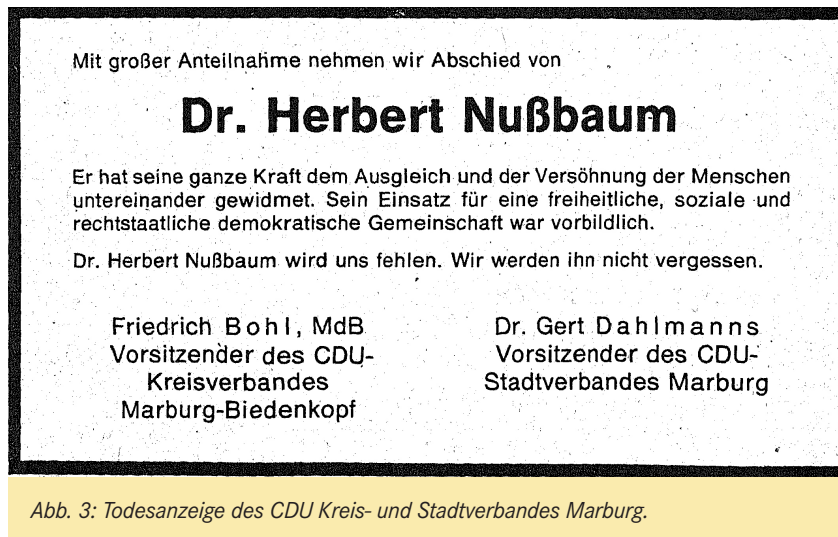 Mit großer Anteilnahme nehmen wir Abschied von
Dr. Herbert Nußbaum
Er hat seine ganze Kraft dem Ausgleich und der Versöhnung der Menschen
untereinander gewidmet. Sein Einsatz für eine freiheitliche, soziale und
rechtstaatliche demokratische Gemeinschaft war vorbildlich.
Dr. Herbert Nußbaum wird uns fehlen. Wir werden ihn nicht vergessen.
Friedrich Bohl, MdB
Vorsitzender des CDU-
Kreisverbandes
Marburg-Biedenkopf
Dr. Gert Dahlmanns
Vorsitzender des CDU-
Stadtverbandes Marburg
Abb. 3: Todesanzeige des CDU Kreis- und Stadtverbandes Marburg.